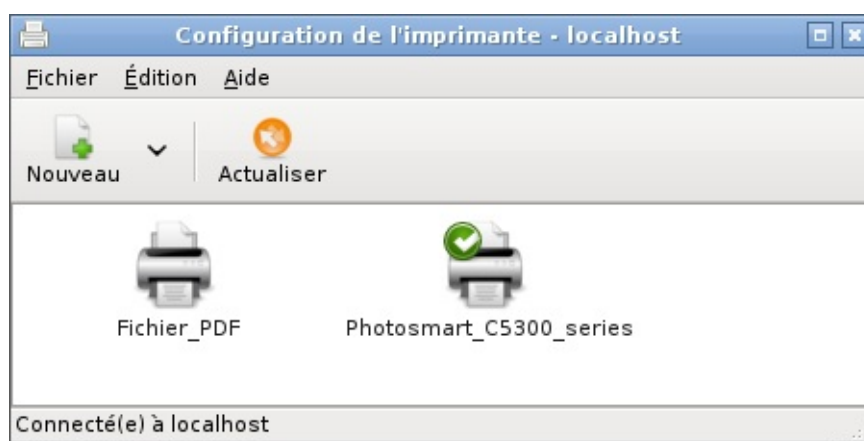 Configuration de l'imprimante - localhost
Fichier Édition Aide
Nouveau Actualiser
Fichier_PDF Photosmart_C5300_series
Connecté(e) à localhost